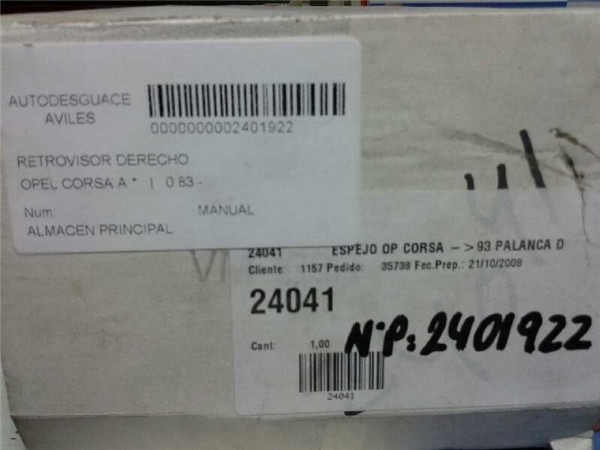 AUTODESGUACE
AVILES
0000000002401922
RETROVISOR DERECHO
OPEL CORSA A * | 0.83 -
Num: MANUAL
ALMACEN PRINCIPAL
24041 ESPEJO OP CORSA - >93 PALANCA D
Cliente: 1157 Pedido: 35738 Fec.Prep.: 21/10/2008
24041
Cant: 1,00
NºP: 2401922
24041